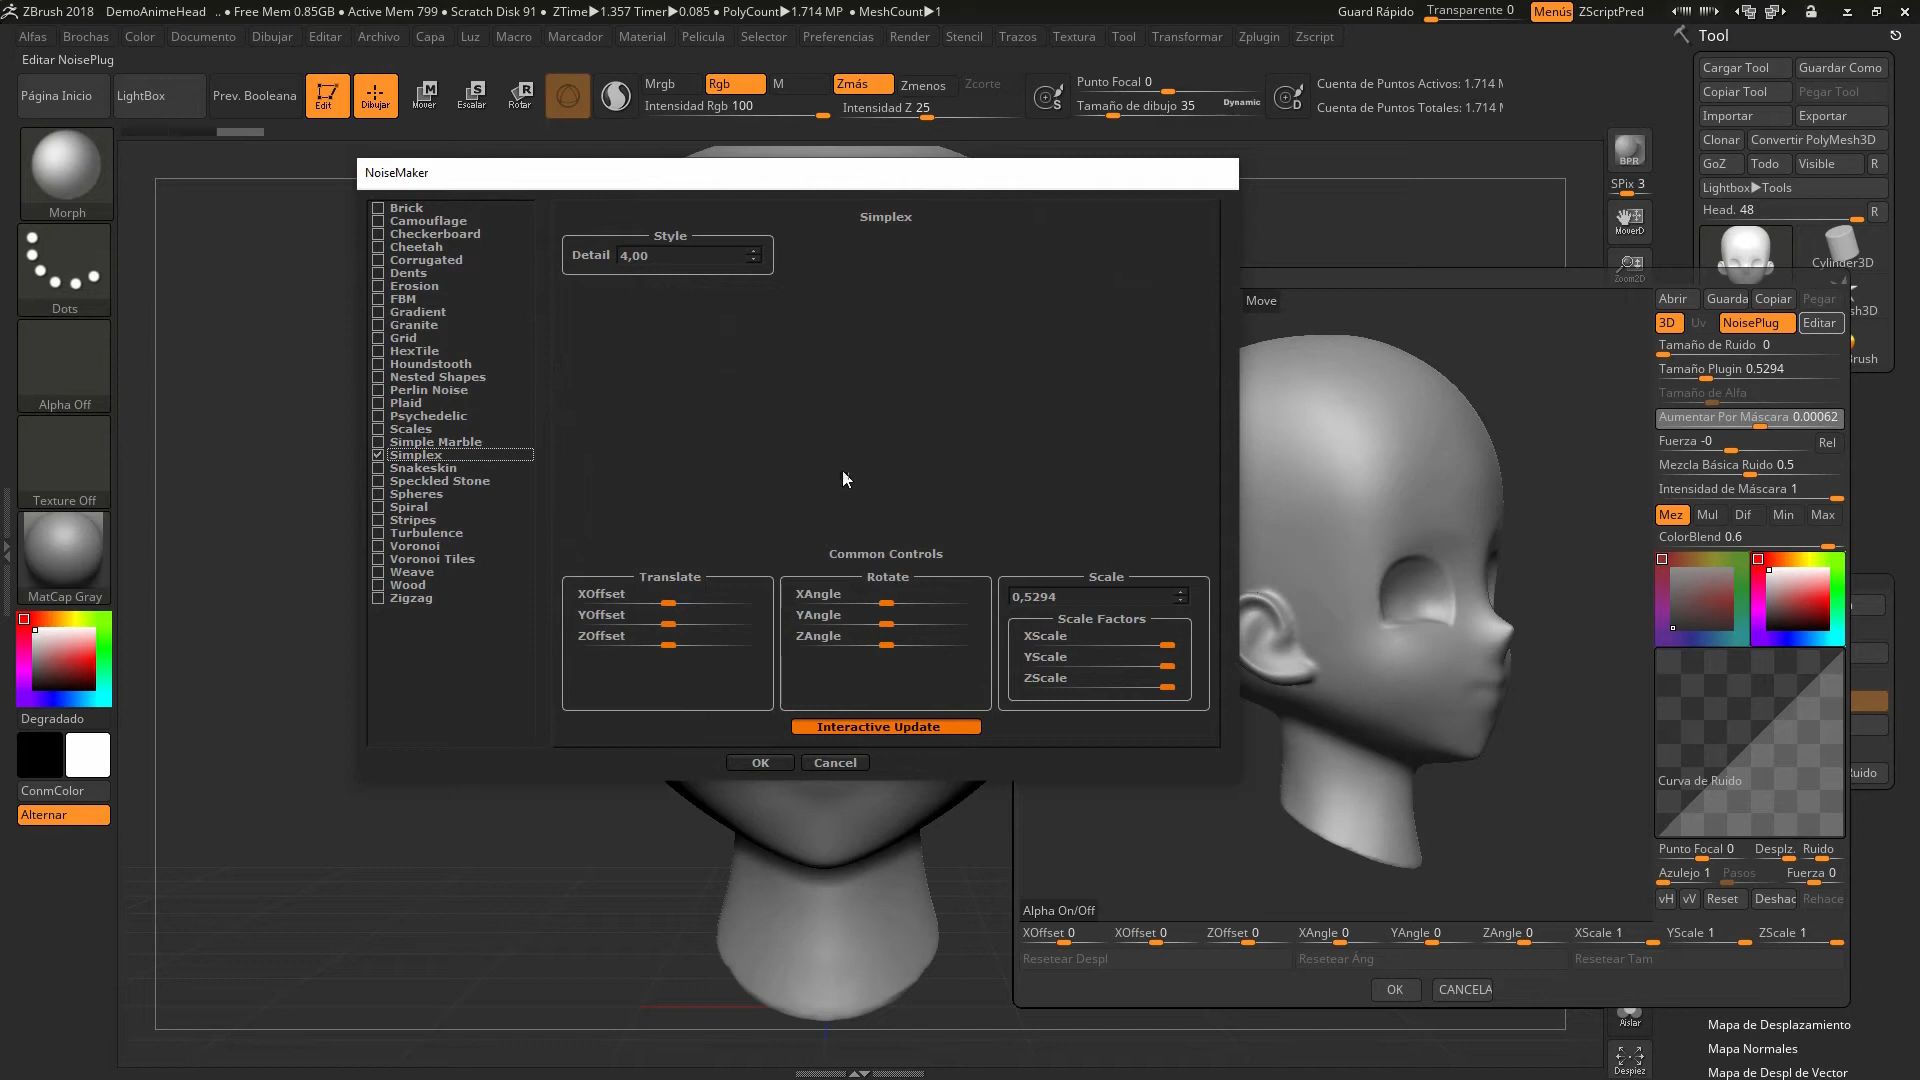 ZBrush 2018 DemoAnimeHead .. ● Free Mem 0.85GB ● Active Mem 799 ● Scratch Disk 91 ● ZTime▶1.357 Timer▶0.085 ● PolyCount▶1.714 MP ● MeshCount▶1 Guard Rápido Transparente 0 Menús ZScriptPred
Alfas Brochas Color Documento Dibujar Editar Archivo Capa Luz Macro Marcador Material Pelicula Selector Preferencias Render Stencil Trazos Textura Tool Transformar Zplugin Zscript
Tool
Editar NoisePlug
Página Inicio LightBox Prev. Booleana Edit Dibujar Mover Escalar Rotar
Mrgb Rgb M Zmás Zmenos Zcorte
Intensidad Rgb 100 Intensidad Z 25
Punto Focal 0
Tamaño de dibujo 35 Dynamic
S
D
Cuenta de Puntos Activos: 1.714
Cuenta de Puntos Totales: 1.714
Cargar Tool Guardar Como
Copiar Tool Pegar Tool
Importar Exportar
Clonar Convertir PolyMesh3D
GoZ Todo Visible R
Lightbox▶Tools
Head. 48 R
Cylinder3D
sh3D
Brush
Morph
Dots
Alpha Off
Texture Off
MatCap Gray
Degradado
ConmColor
Alternar
BPR
SPix 3
MoverD
Zoom2D
NoiseMaker
Brick
Camouflage
Checkerboard
Cheetah
Corrugated
Dents
Erosion
FBM
Gradient
Granite
Grid
HexTile
Houndstooth
Nested Shapes
Perlin Noise
Plaid
Psychedelic
Scales
Simple Marble
Simplex
Snakeskin
Speckled Stone
Spheres
Spiral
Stripes
Turbulence
Voronoi
Voronoi Tiles
Weave
Wood
Zigzag
Simplex
Style
Detail 4,00
Common Controls
Translate
XOffset
YOffset
ZOffset
Rotate
XAngle
YAngle
ZAngle
Scale
0,5294
Scale Factors
XScale
YScale
ZScale
Interactive Update
OK Cancel
Move
Abrir Guarda Copiar Pegar
3D Uv NoisePlug Editar
Tamaño de Ruido 0
Tamaño Plugin 0.5294
Tamaño de Alfa
Aumentar Por Máscara 0.00062
Fuerza -0 Rel
Mezcla Básica Ruido 0.5
Intensidad de Máscara 1
Mez Mul Dif Min Max
ColorBlend 0.6
Curva de Ruido
uido
Punto Focal 0 Desplz. Ruido
Azulejo 1 Pasos Fuerza 0
vH vV Reset Deshac Rehace
Alpha On/Off
XOffset 0 XOffset 0 ZOffset 0 XAngle 0 YAngle 0 ZAngle 0 XScale 1 YScale 1 ZScale 1
Resetear Despl Resetear Áng Resetear Tam
OK CANCELA
Aislar
Despiez
Mapa de Desplazamiento
Mapa Normales
Mapa de Despl de Vector